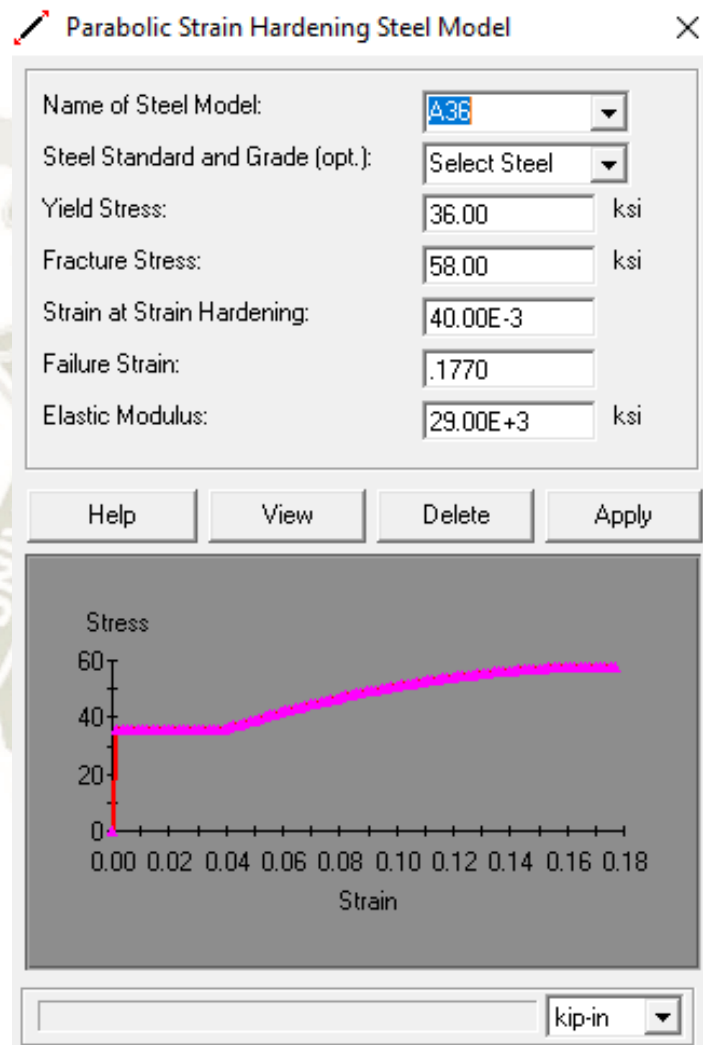 Parabolic Strain Hardening Steel Model
Name of Steel Model: A36
Steel Standard and Grade (opt.): Select Steel
Yield Stress: 36.00 ksi
Fracture Stress: 58.00 ksi
Strain at Strain Hardening: 40.00E-3
Failure Strain: .1770
Elastic Modulus: 29.00E+3 ksi
Help View Delete Apply
Stress
60
40
20
0
0.00 0.02 0.04 0.06 0.08 0.10 0.12 0.14 0.16 0.18
Strain
kip-in